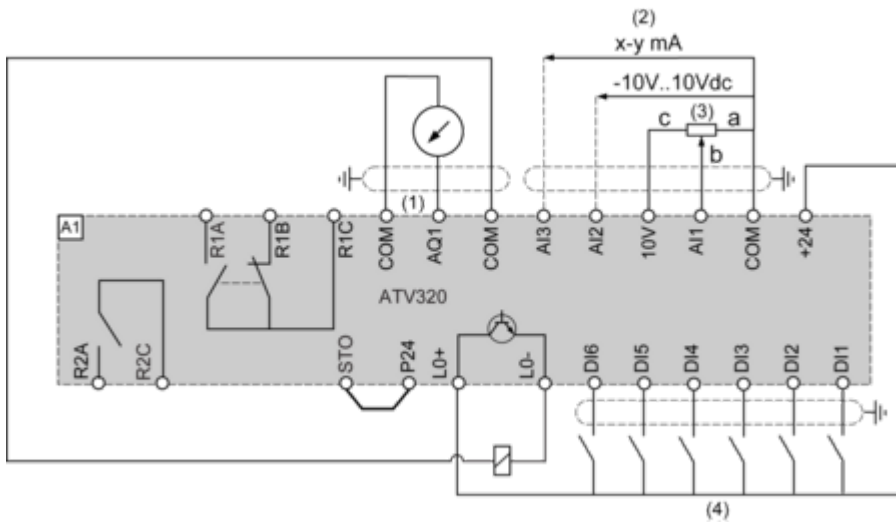 (2)
x-y mA
-10V..10Vdc
c (3) a
b
(1)
A1
R1A R1B R1C COM AQ1 COM AI3 AI2 10V AI1 COM +24
ATV320
R2A R2C STO P24 L0+ L0- DI6 DI5 DI4 DI3 DI2 DI1
(4)